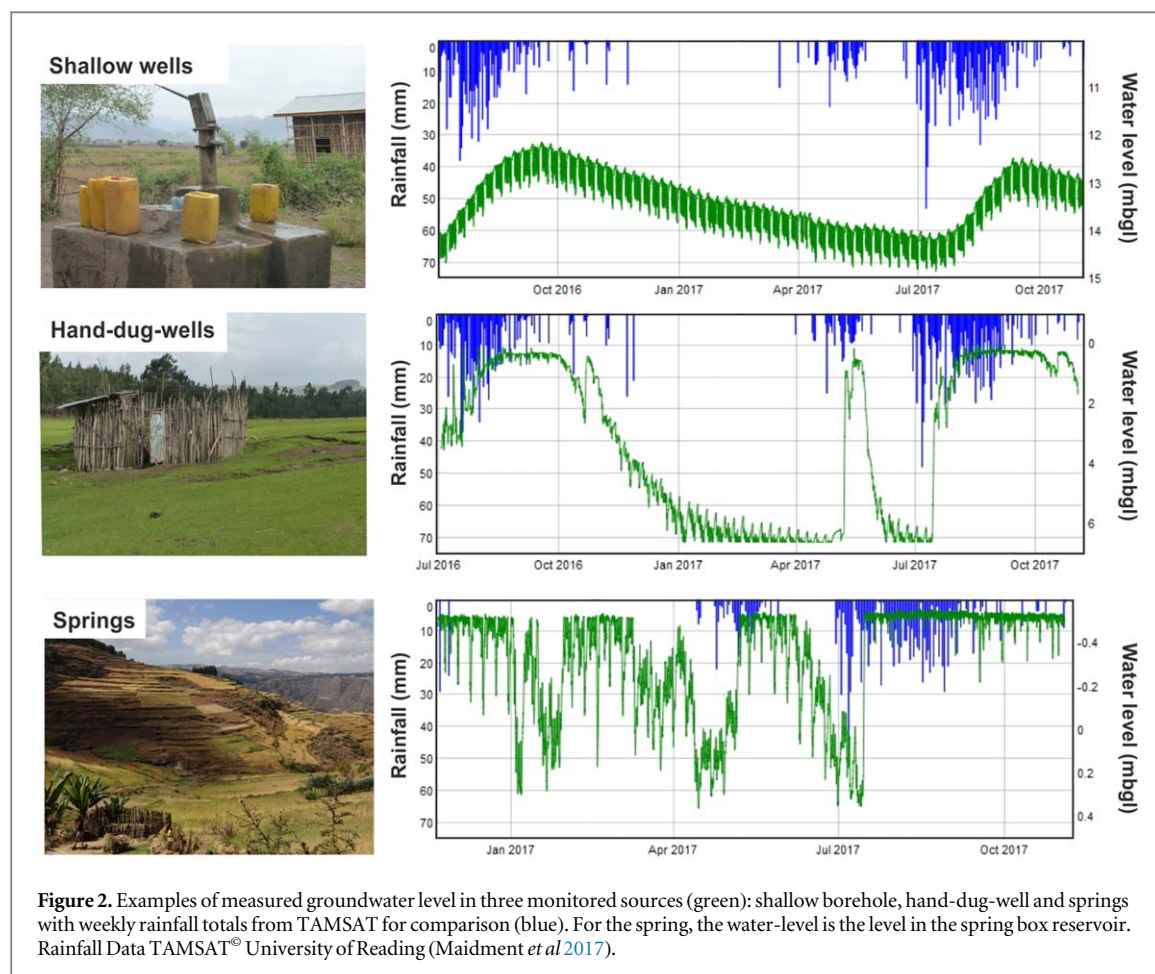 Shallow wells
0
10
20
30
40
50
60
70
Rainfall (mm)
11
12
13
14
15
Water level (mbgl)
Oct 2016
Jan 2017
Apr 2017
Jul 2017
Oct 2017
Hand-dug-wells
0
10
20
30
40
50
60
70
Rainfall (mm)
0
2
4
6
Water level (mbgl)
Jul 2016
Oct 2016
Jan 2017
Apr 2017
Jul 2017
Oct 2017
Springs
0
10
20
30
40
50
60
70
Rainfall (mm)
-0.4
-0.2
0
0.2
0.4
Water level (mbgl)
Jan 2017
Apr 2017
Jul 2017
Oct 2017
Figure 2. Examples of measured groundwater level in three monitored sources (green): shallow borehole, hand-dug-well and springs
with weekly rainfall totals from TAMSAT for comparison (blue). For the spring, the water-level is the level in the spring box reservoir.
Rainfall Data TAMSAT© University of Reading (Maidment et al 2017).